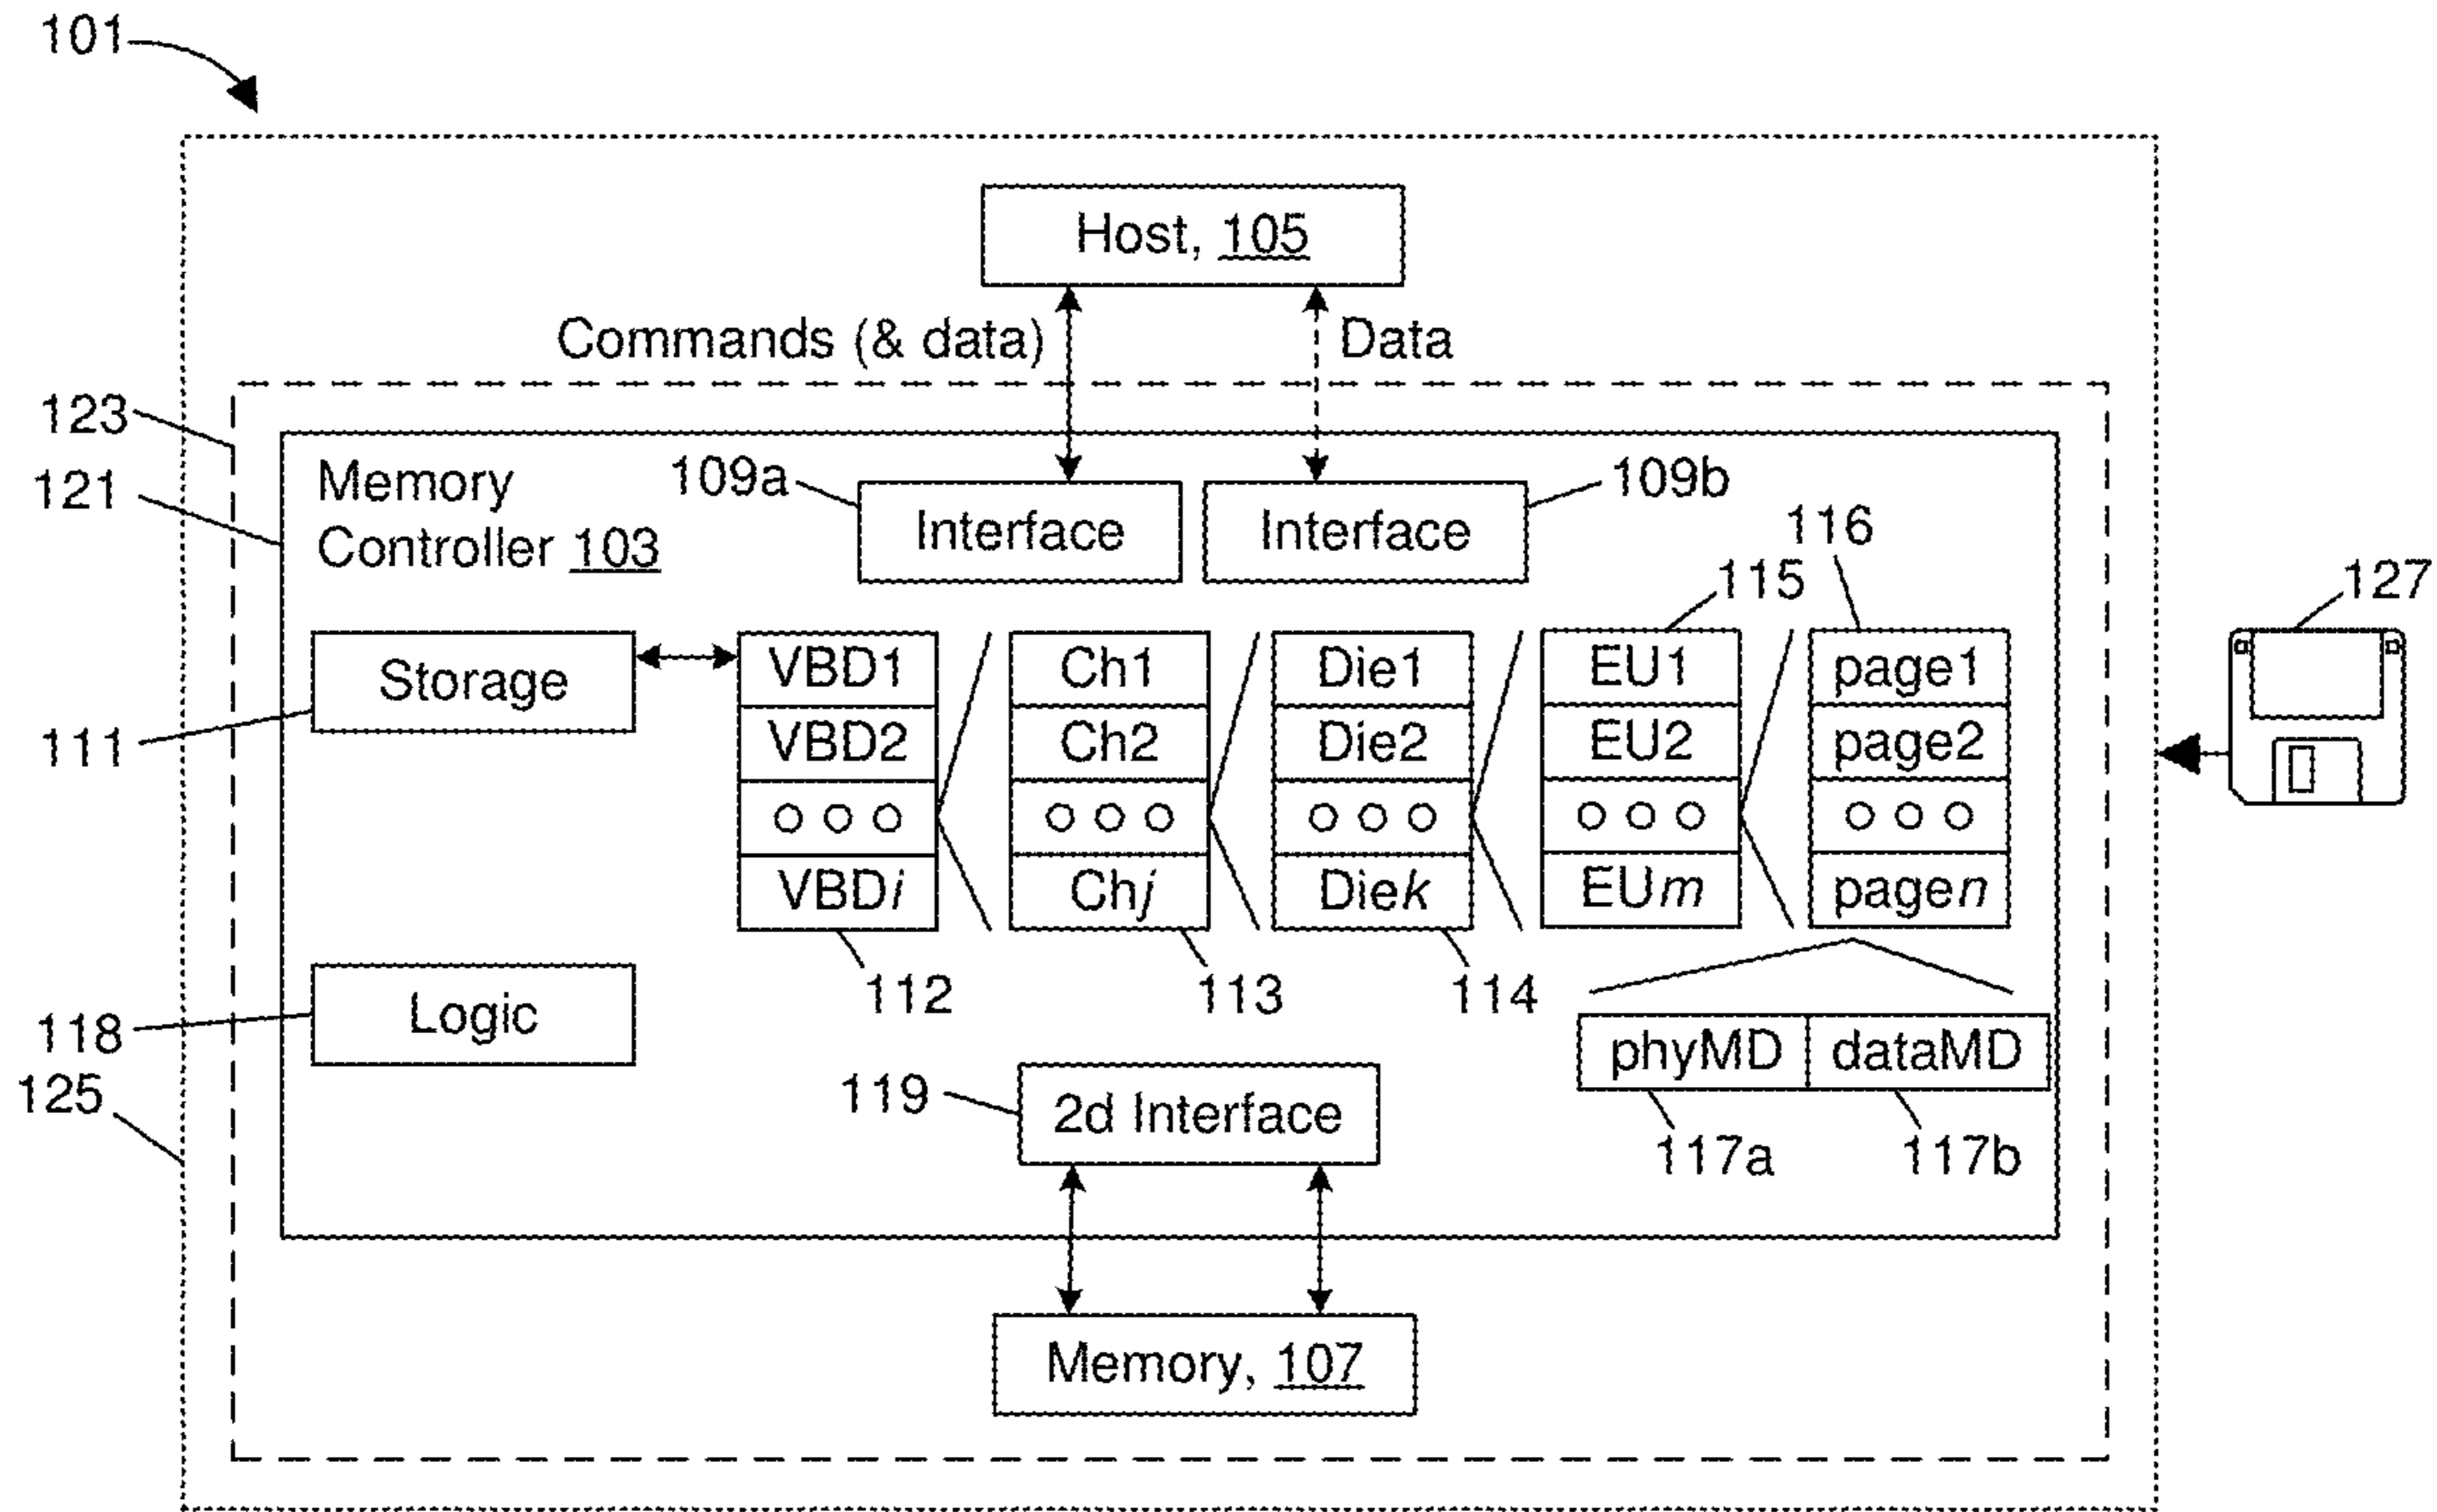 101
Host, 105
Commands (& data)
Data
123
121
Memory
Controller 103
109a
109b
Interface
Interface
116
115
127
Storage
111
VBD1
VBD2
○ ○ ○
VBDi
Ch1
Ch2
○ ○ ○
Chj
Die1
Die2
○ ○ ○
Diek
EU1
EU2
○ ○ ○
EUm
page1
page2
○ ○ ○
pagen
112
113
114
118
Logic
phyMD
dataMD
125
119
2d Interface
117a
117b
Memory, 107